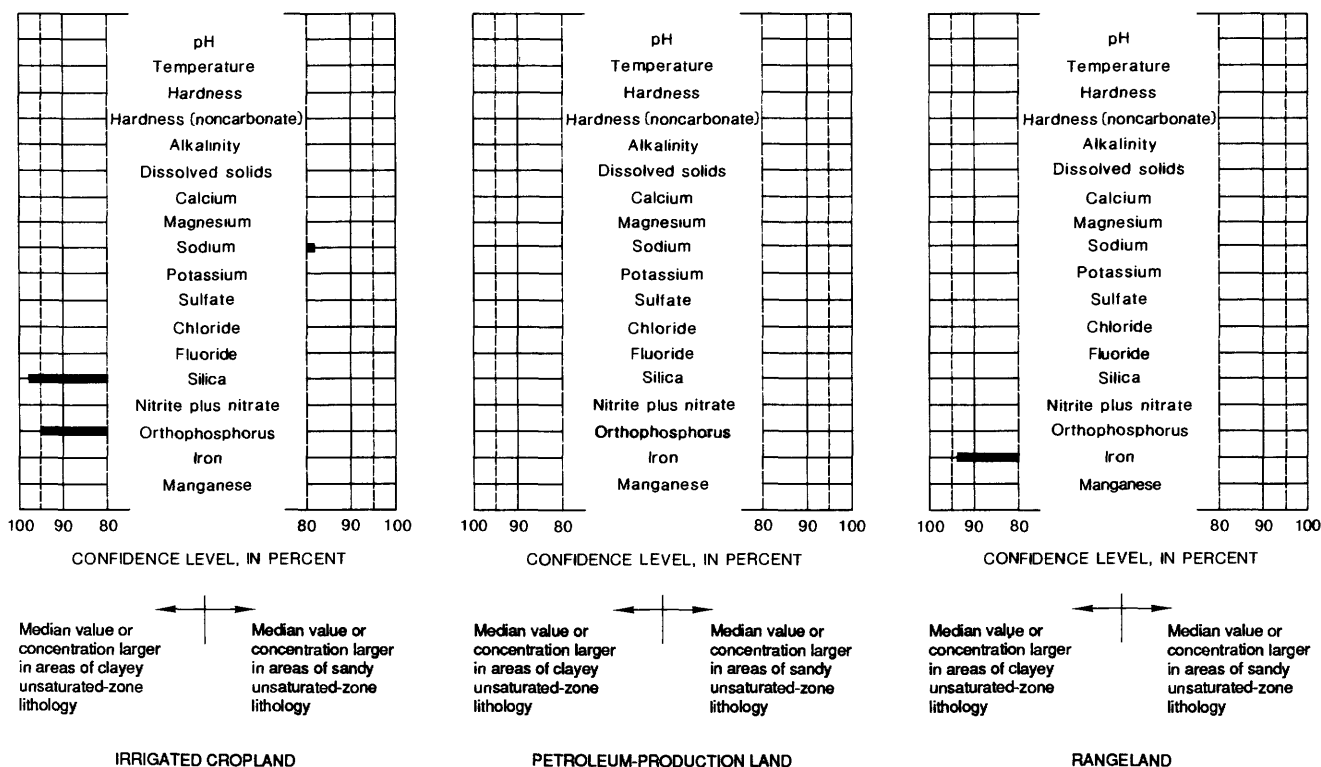 pH
Temperature
Hardness
Hardness (noncarbonate)
Alkalinity
Dissolved solids
Calcium
Magnesium
Sodium
Potassium
Sulfate
Chloride
Fluoride
Silica
Nitrite plus nitrate
Orthophosphorus
Iron
Manganese
100 90 80 80 90 100
CONFIDENCE LEVEL, IN PERCENT
Median value or
concentration larger
in areas of clayey
unsaturated-zone
lithology
Median value or
concentration larger
in areas of sandy
unsaturated-zone
lithology
IRRIGATED CROPLAND
pH
Temperature
Hardness
Hardness (noncarbonate)
Alkalinity
Dissolved solids
Calcium
Magnesium
Sodium
Potassium
Sulfate
Chloride
Fluoride
Silica
Nitrite plus nitrate
Orthophosphorus
Iron
Manganese
100 90 80 80 90 100
CONFIDENCE LEVEL, IN PERCENT
Median value or
concentration larger
in areas of clayey
unsaturated-zone
lithology
Median value or
concentration larger
in areas of sandy
unsaturated-zone
lithology
PETROLEUM-PRODUCTION LAND
pH
Temperature
Hardness
Hardness (noncarbonate)
Alkalinity
Dissolved solids
Calcium
Magnesium
Sodium
Potassium
Sulfate
Chloride
Fluoride
Silica
Nitrite plus nitrate
Orthophosphorus
Iron
Manganese
100 90 80 80 90 100
CONFIDENCE LEVEL, IN PERCENT
Median value or
concentration larger
in areas of clayey
unsaturated-zone
lithology
Median value or
concentration larger
in areas of sandy
unsaturated-zone
lithology
RANGELAND